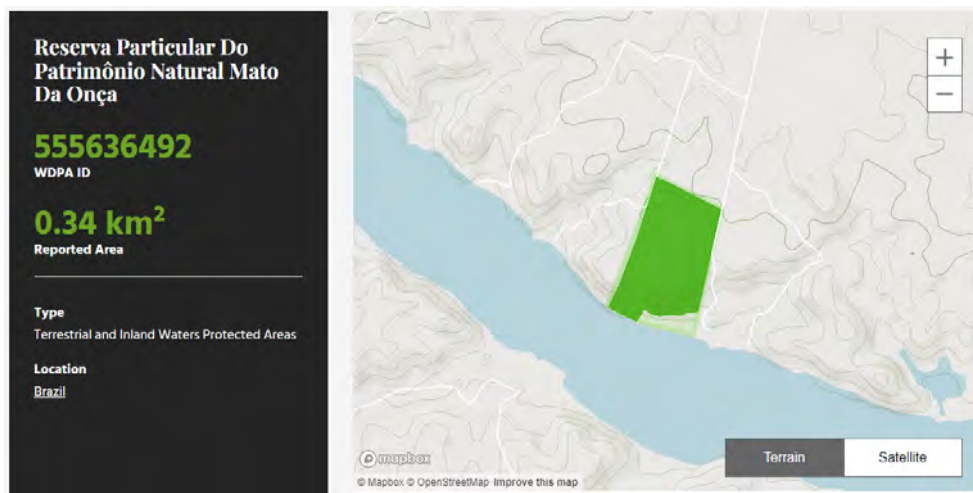 Reserva Particular Do
Patrimônio Natural Mato
Da Onça
555636492
WDPA ID
0.34 km²
Reported Area
Type
Terrestrial and Inland Waters Protected Areas
Location
Brazil
+
−
mapbox
Terrain
Satellite
© Mapbox © OpenStreetMap Improve this map